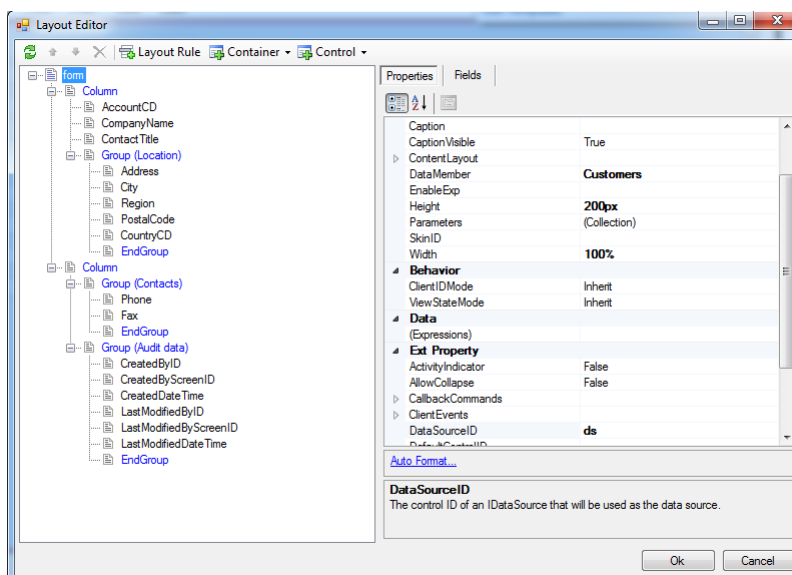 Layout Editor
Layout Rule Container Control
form
Column
AccountCD
CompanyName
ContactTitle
Group (Location)
Address
City
Region
PostalCode
CountryCD
EndGroup
Column
Group (Contacts)
Phone
Fax
EndGroup
Group (Audit data)
CreatedByID
CreatedByScreenID
CreatedDateTime
LastModifiedByID
LastModifiedByScreenID
LastModifiedDateTime
EndGroup
Properties Fields
Caption
CaptionVisible True
ContentLayout
DataMember Customers
EnableExp
Height 200px
Parameters (Collection)
SkinID
Width 100%
Behavior
ClientIDMode Inherit
ViewStateMode Inherit
Data
(Expressions)
Ext Property
ActivityIndicator False
AllowCollapse False
CallbackCommands
ClientEvents
DataSourceID ds
DefaultControlID
Auto Format...
DataSourceID
The control ID of an IDataSource that will be used as the data source.
Ok Cancel